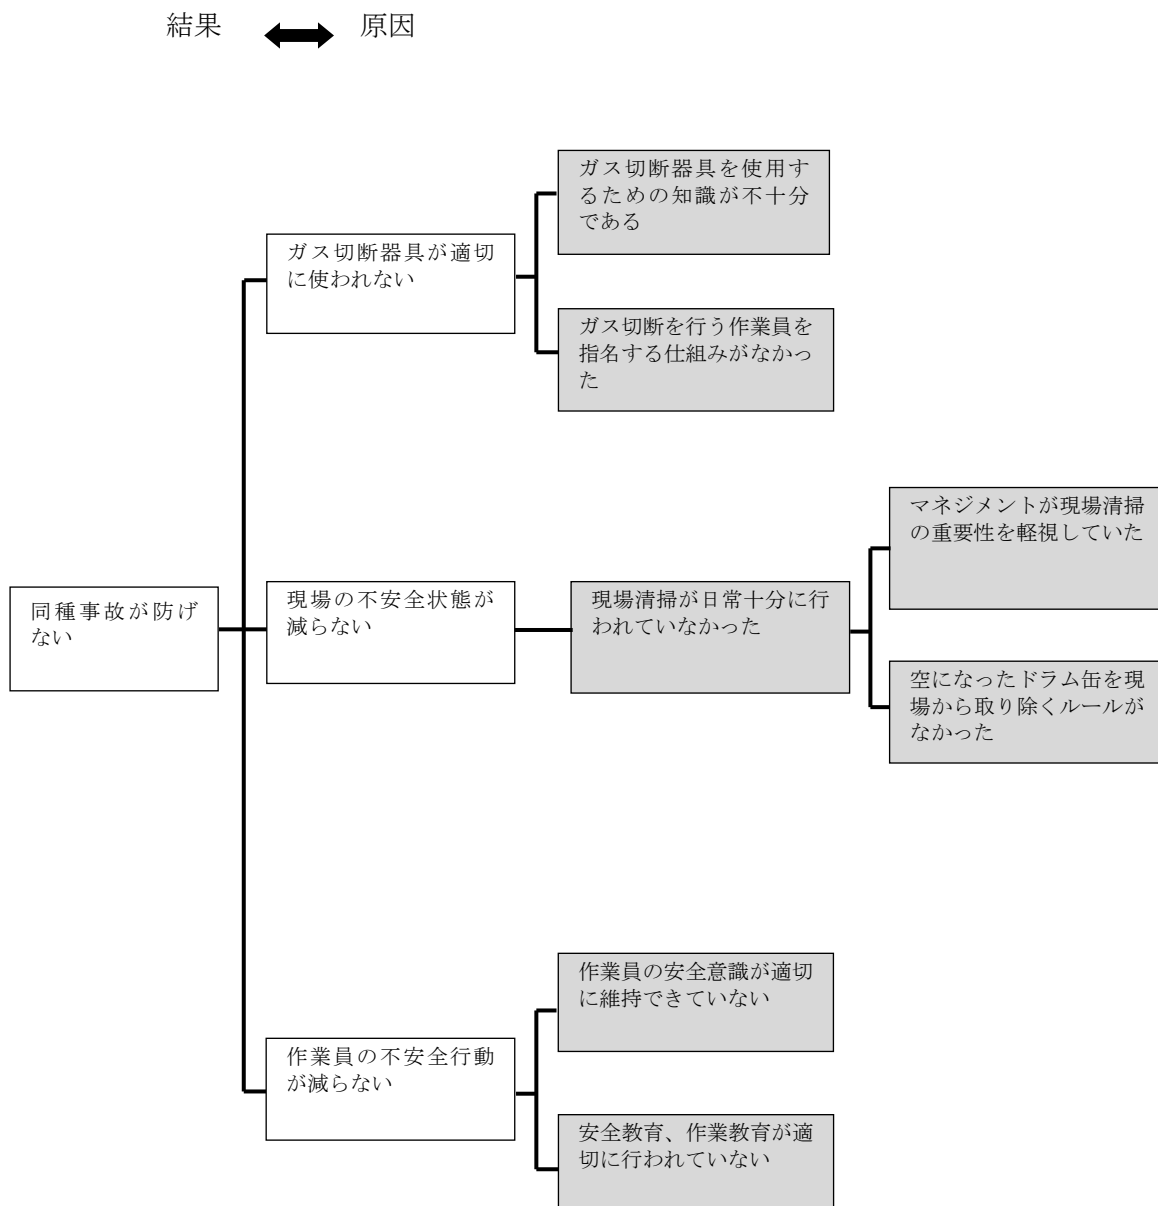 結果 原因
ガス切断器具を使用す
るための知識が不十分
である
ガス切断器具が適切
に使われない
ガス切断を行う作業員を
指名する仕組みがなかっ
た
マネジメントが現場清掃
の重要性を軽視していた
同種事故が防げ
ない
現場の不安全状態が
減らない
現場清掃が日常十分に行
われていなかった
空になったドラム缶を現
場から取り除くルールが
なかった
作業員の安全意識が適切
に維持できていない
作業員の不安全行動
が減らない
安全教育、作業教育が適
切に行われていない